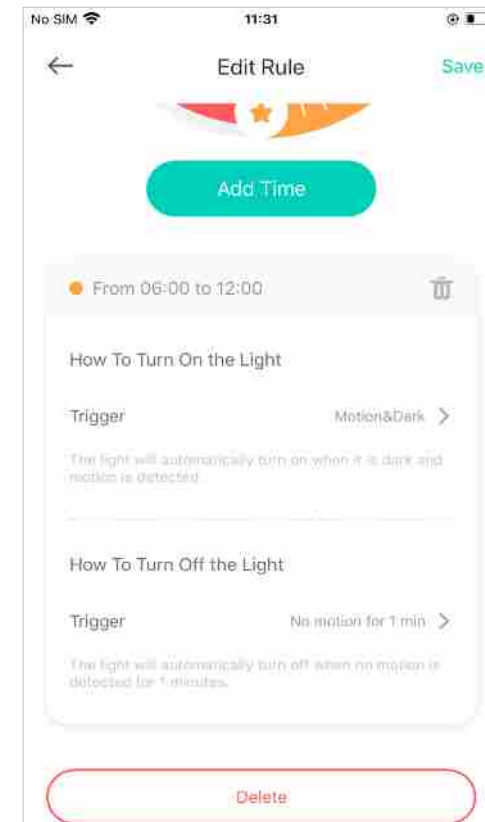 No SIM 11:31
Edit Rule Save
Add Time
From 06:00 to 12:00
How To Turn On the Light
Trigger Motion&Dark
The light will automatically turn on when it is dark and
motion is detected.
How To Turn Off the Light
Trigger No motion for 1 min
The light will automatically turn off when no motion is
detected for 1 minutes.
Delete